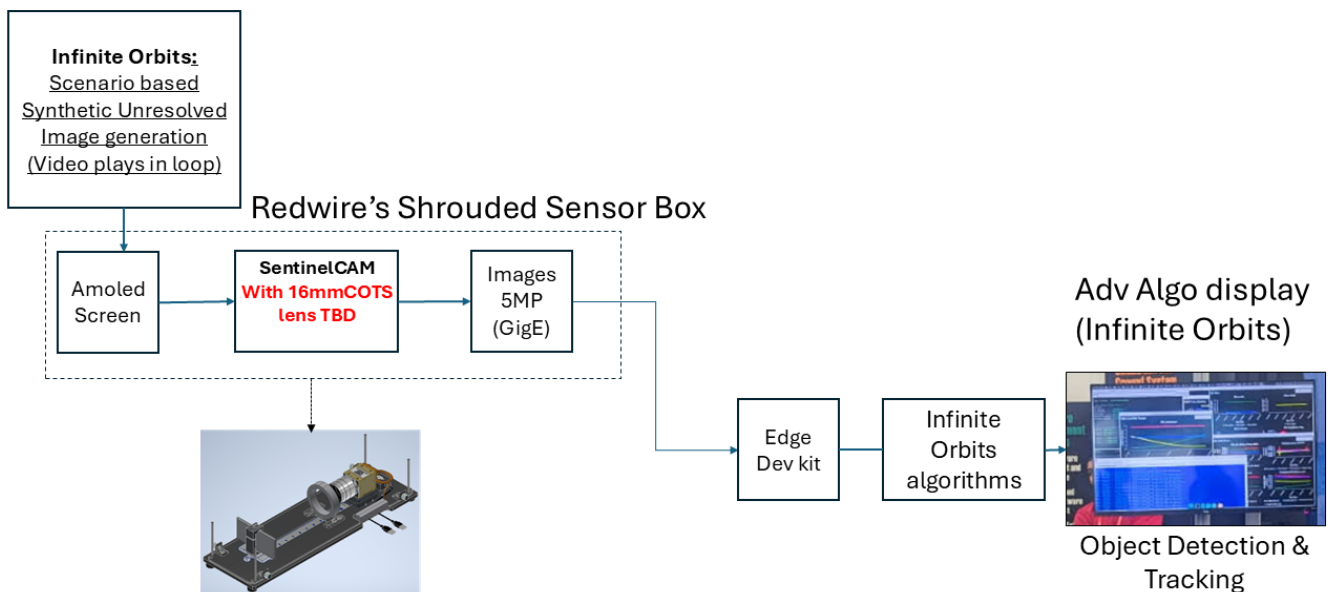 Infinite Orbits:
Scenario based
Synthetic Unresolved
Image generation
(Video plays in loop)
Redwire’s Shrouded Sensor Box
Amoled
Screen
SentinelCAM
With 16mmCOTS
lens TBD
Images
5MP
(GigE)
Edge
Dev kit
Infinite
Orbits
algorithms
Adv Algo display
(Infinite Orbits)
Object Detection &
Tracking